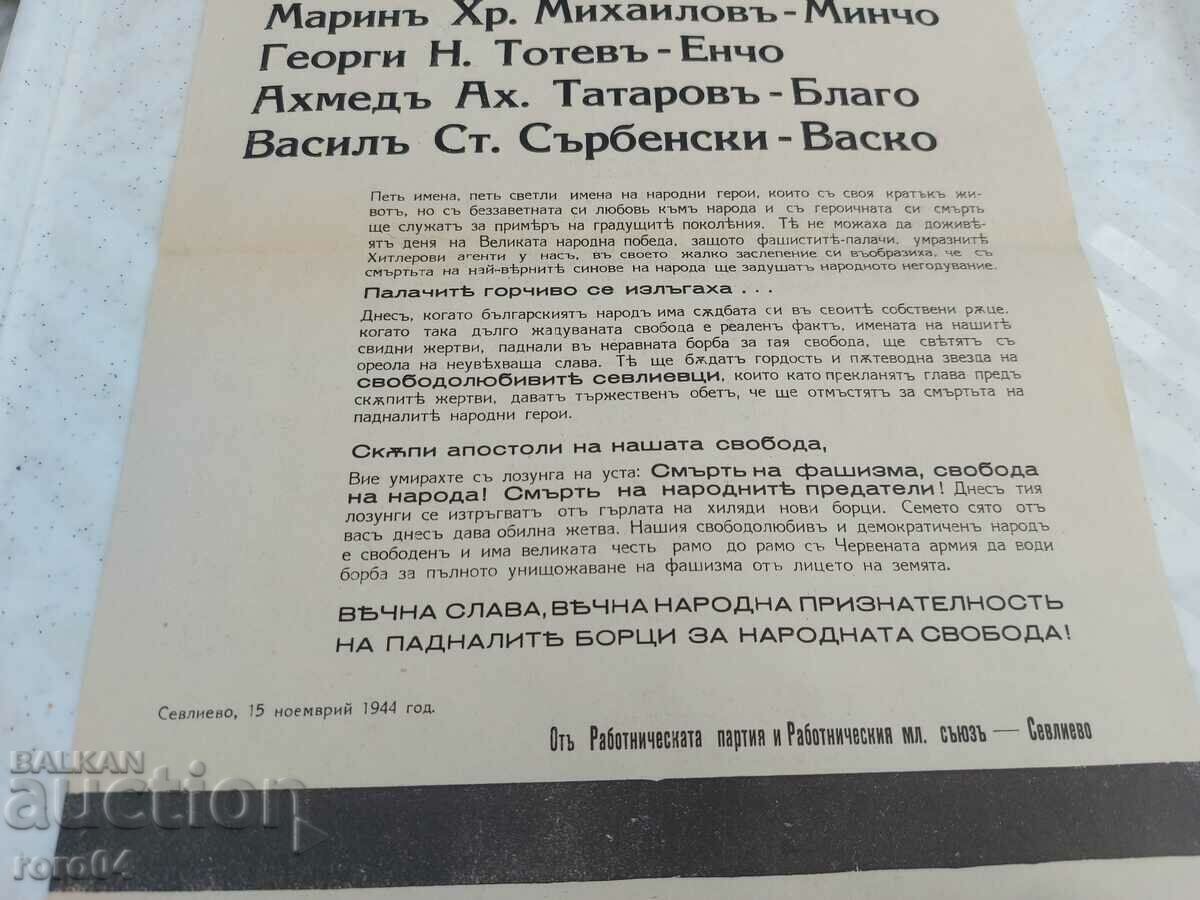 Маринъ Хр. Михаиловъ - Минчо
Георги Н. Тотевъ - Енчо
Ахмедъ Ах. Татаровъ - Благо
Василъ Ст. Сърбенски - Васко
Петь имена, петь светли имена на народни герои, които съ своя кратъкъ жи-
вотъ, но съ беззаветната си любовь къмъ народа и съ героичната си смърть
ще служатъ за примѣръ на градущитѣ поколѣния. Тѣ не можаха да доживѣ-
ятъ деня на Великата народна победа, защото фашиститѣ-палачи, умразнитѣ
Хитлерови агенти у насъ, въ своето жалко заслепение си въобразиха, че съ
смъртьта на най-вѣрнитѣ синове на народа ще задушатъ народното негодувание.
Палачитѣ горчиво се излъгаха . . .
Днесъ, когато българскиятъ народъ има сѫдбата си въ своитѣ собствени рѫце,
когато така дълго жадуваната свобода е реаленъ фактъ, имената на нашитѣ
свидни жертви, паднали въ неравната борба за тая свобода, ще свѣтятъ съ
ореола на неувѣхваща слава. Тѣ ще бѫдатъ гордость и пѫтеводна звезда на
свободолюбивитѣ севлиевци, които като прекланятъ глава предъ
скѫпитѣ жертви, даватъ тържественъ обетъ, че ще отмъстятъ за смъртьта на
падналитѣ народни герои.
Скѫпи апостоли на нашата свобода,
Вие умирахте съ лозунга на уста: Смърть на фашизма, свобода
на народа! Смърть на народнитѣ предатели! Днесъ тия
лозунги се изтръгватъ отъ гърлата на хиляди нови борци. Семето сято отъ
васъ днесъ дава обилна жетва. Нашия свободолюбивъ и демократиченъ народъ
е свободенъ и има великата честь рамо до рамо съ Червената армия да води
борба за пълното унищожаване на фашизма отъ лицето на земята.
ВѢЧНА СЛАВА, ВѢЧНА НАРОДНА ПРИЗНАТЕЛНОСТЬ
НА ПАДНАЛИТѢ БОРЦИ ЗА НАРОДНАТА СВОБОДА!
Севлиево, 15 ноемврий 1944 год.
Отъ Работническата партия и Работническия мл. съюзъ — Севлиево
BALKAN
auction
roro04